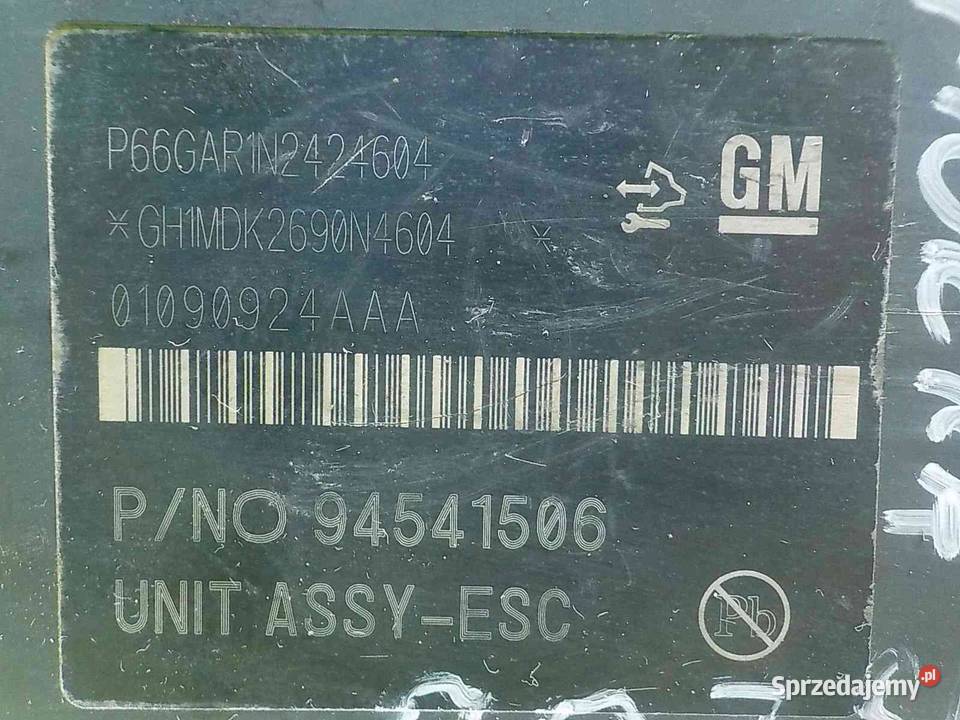 P66GAR1N2424604
*GH1MDK2690N4604 *
01090924AAA
GM
P/NO 94541506
UNIT ASSY-ESC
Pb
Sprzedajemy.pl